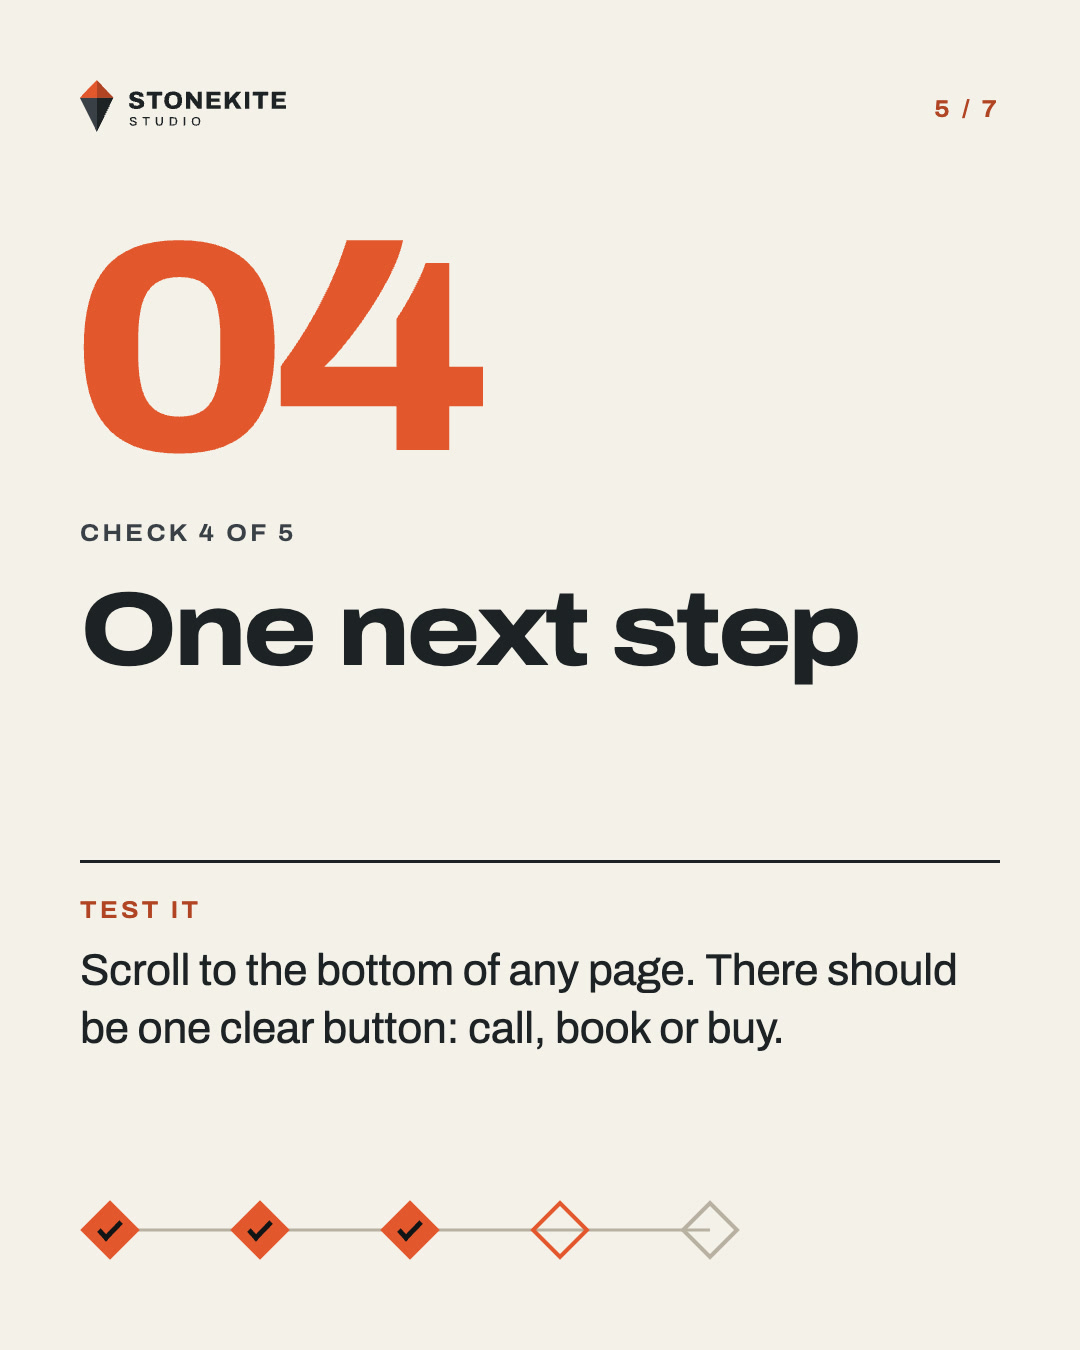 STONEKITE
STUDIO
5 / 7
04
CHECK 4 OF 5
One next step
TEST IT
Scroll to the bottom of any page. There should
be one clear button: call, book or buy.